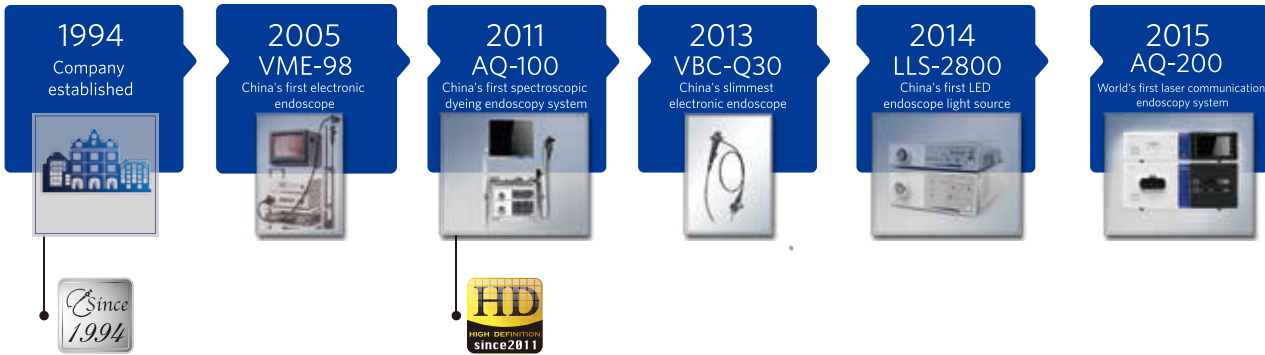 1994
Company
established
2005
VME-98
China's first electronic
endoscope
2011
AQ-100
China's first spectroscopic
dyeing endoscopy system
2013
VBC-Q30
China's slimmest
electronic endoscope
2014
LLS-2800
China's first LED
endoscope light source
2015
AQ-200
World's first laser communication
endoscopy system
Since
1994
HD
HIGH DEFINITION
since2011